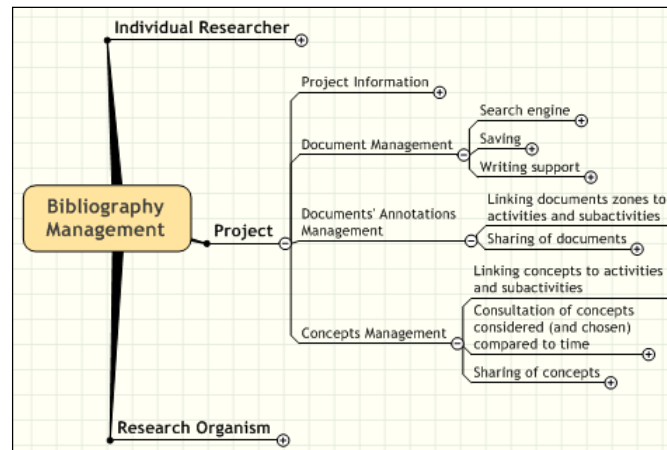 Individual Researcher
Project Information
Search engine
Document Management
Saving
Writing support
Bibliography
Management
Project
Documents' Annotations
Management
Linking documents zones to
activities and subactivities
Sharing of documents
Linking concepts to activities
and subactivities
Concepts Management
Consultation of concepts
considered (and chosen)
compared to time
Sharing of concepts
Research Organism